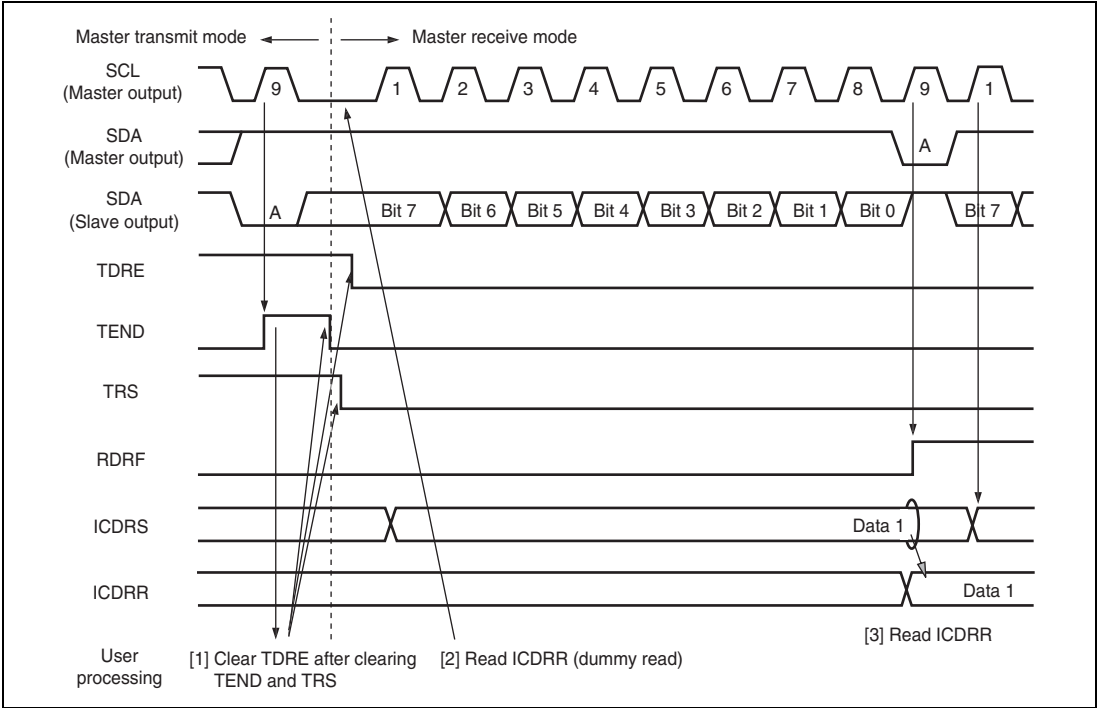 Master transmit mode
Master receive mode
SCL
(Master output)
9
1
2
3
4
5
6
7
8
9
1
SDA
(Master output)
A
SDA
(Slave output)
A
Bit 7
Bit 6
Bit 5
Bit 4
Bit 3
Bit 2
Bit 1
Bit 0
Bit 7
TDRE
TEND
TRS
RDRF
ICDRS
Data 1
ICDRR
Data 1
User
processing
[1] Clear TDRE after clearing
TEND and TRS
[2] Read ICDRR (dummy read)
[3] Read ICDRR